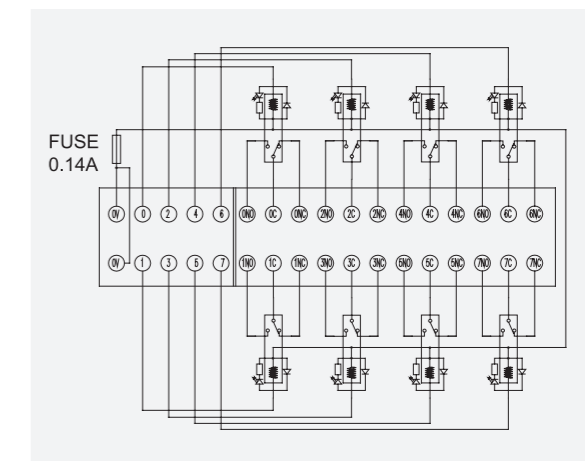 FUSE
0.14A
0V 0 2 4 6 0NO 0C 0NC 2NO 2C 2NC 4NO 4C 4NC 6NO 6C 6NC
0V 1 3 5 7 1NO 1C 1NC 3NO 3C 3NC 5NO 5C 5NC 7NO 7C 7NC